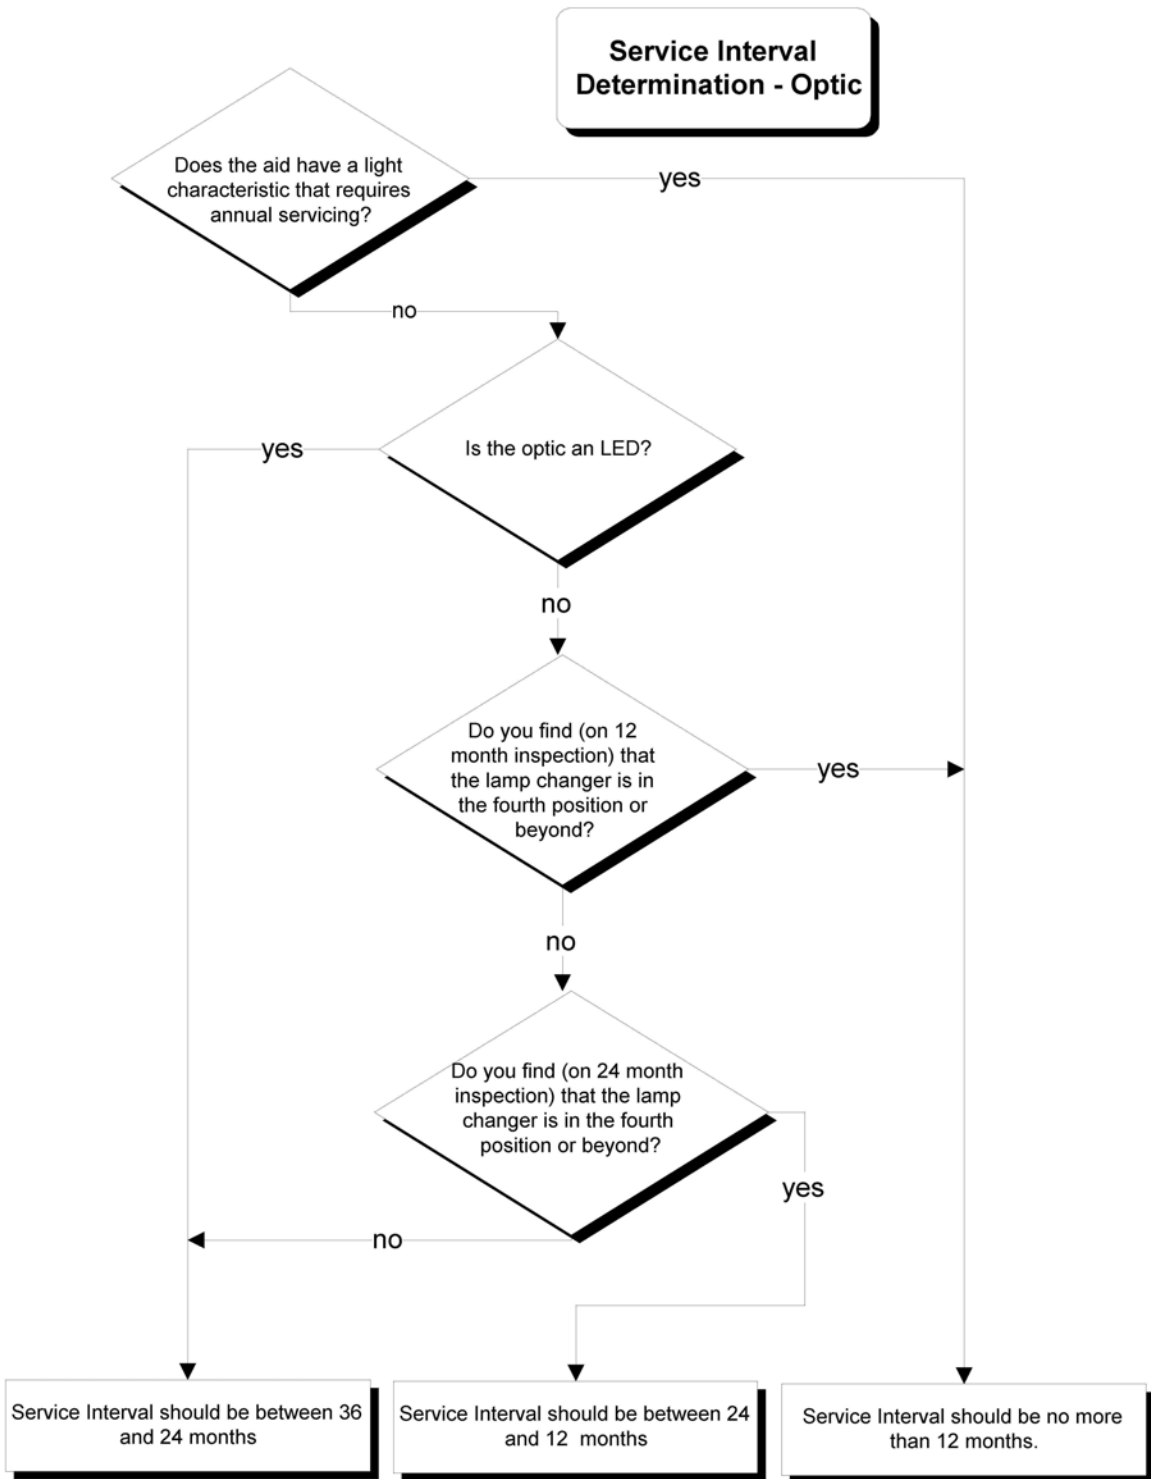 Service Interval
Determination - Optic
Does the aid have a light
characteristic that requires
annual servicing?
yes
no
Is the optic an LED?
yes
no
Do you find (on 12
month inspection) that
the lamp changer is in
the fourth position or
beyond?
yes
no
Do you find (on 24 month
inspection) that the lamp
changer is in the fourth
position or beyond?
yes
no
Service Interval should be between 36
and 24 months
Service Interval should be between 24
and 12  months
Service Interval should be no more
than 12 months.